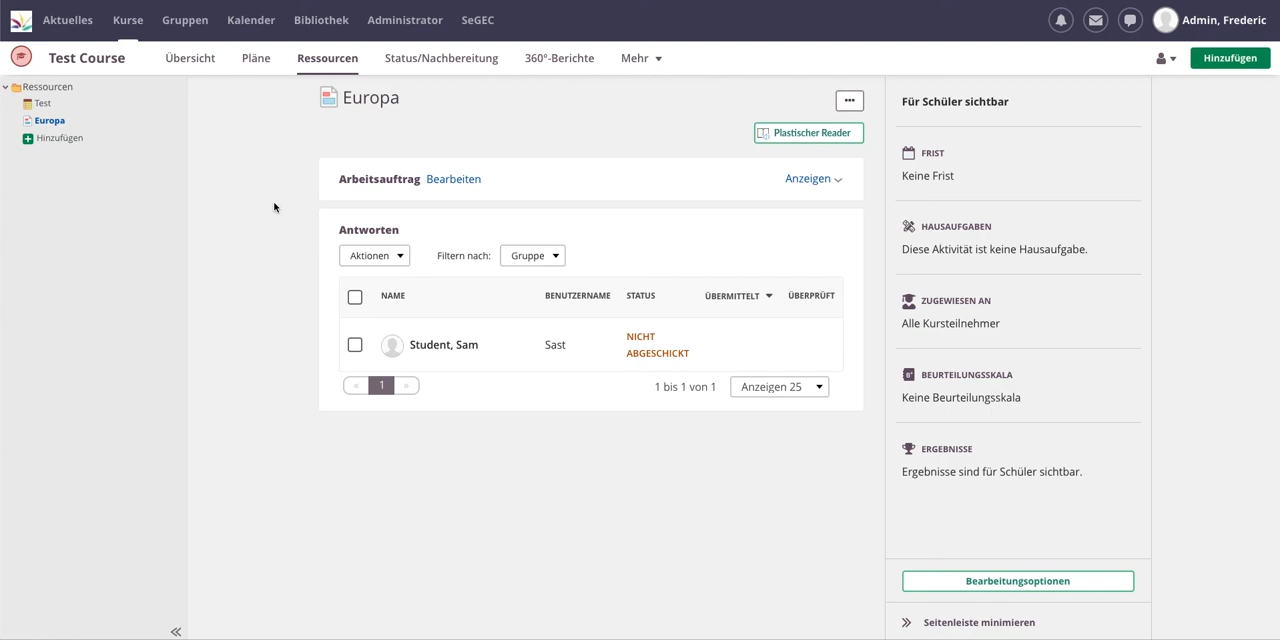 Aktuelles Kurse Gruppen Kalender Bibliothek Administrator SeGEC Admin, Frederic
Test Course Übersicht Pläne Ressourcen Status/Nachbereitung 360°-Berichte Mehr Hinzufügen
Ressourcen
Test
Europa
Hinzufügen
Europa
Plastischer Reader
Arbeitsauftrag Bearbeiten Anzeigen
Antworten
Aktionen Filtern nach: Gruppe
NAME BENUTZERNAME STATUS ÜBERMITTELT ÜBERPRÜFT
Student, Sam Sast NICHT
ABGESCHICKT
« 1 » 1 bis 1 von 1 Anzeigen 25
Für Schüler sichtbar
FRIST
Keine Frist
HAUSAUFGABEN
Diese Aktivität ist keine Hausaufgabe.
ZUGEWIESEN AN
Alle Kursteilnehmer
BEURTEILUNGSSKALA
Keine Beurteilungsskala
ERGEBNISSE
Ergebnisse sind für Schüler sichtbar.
Bearbeitungsoptionen
Seitenleiste minimieren